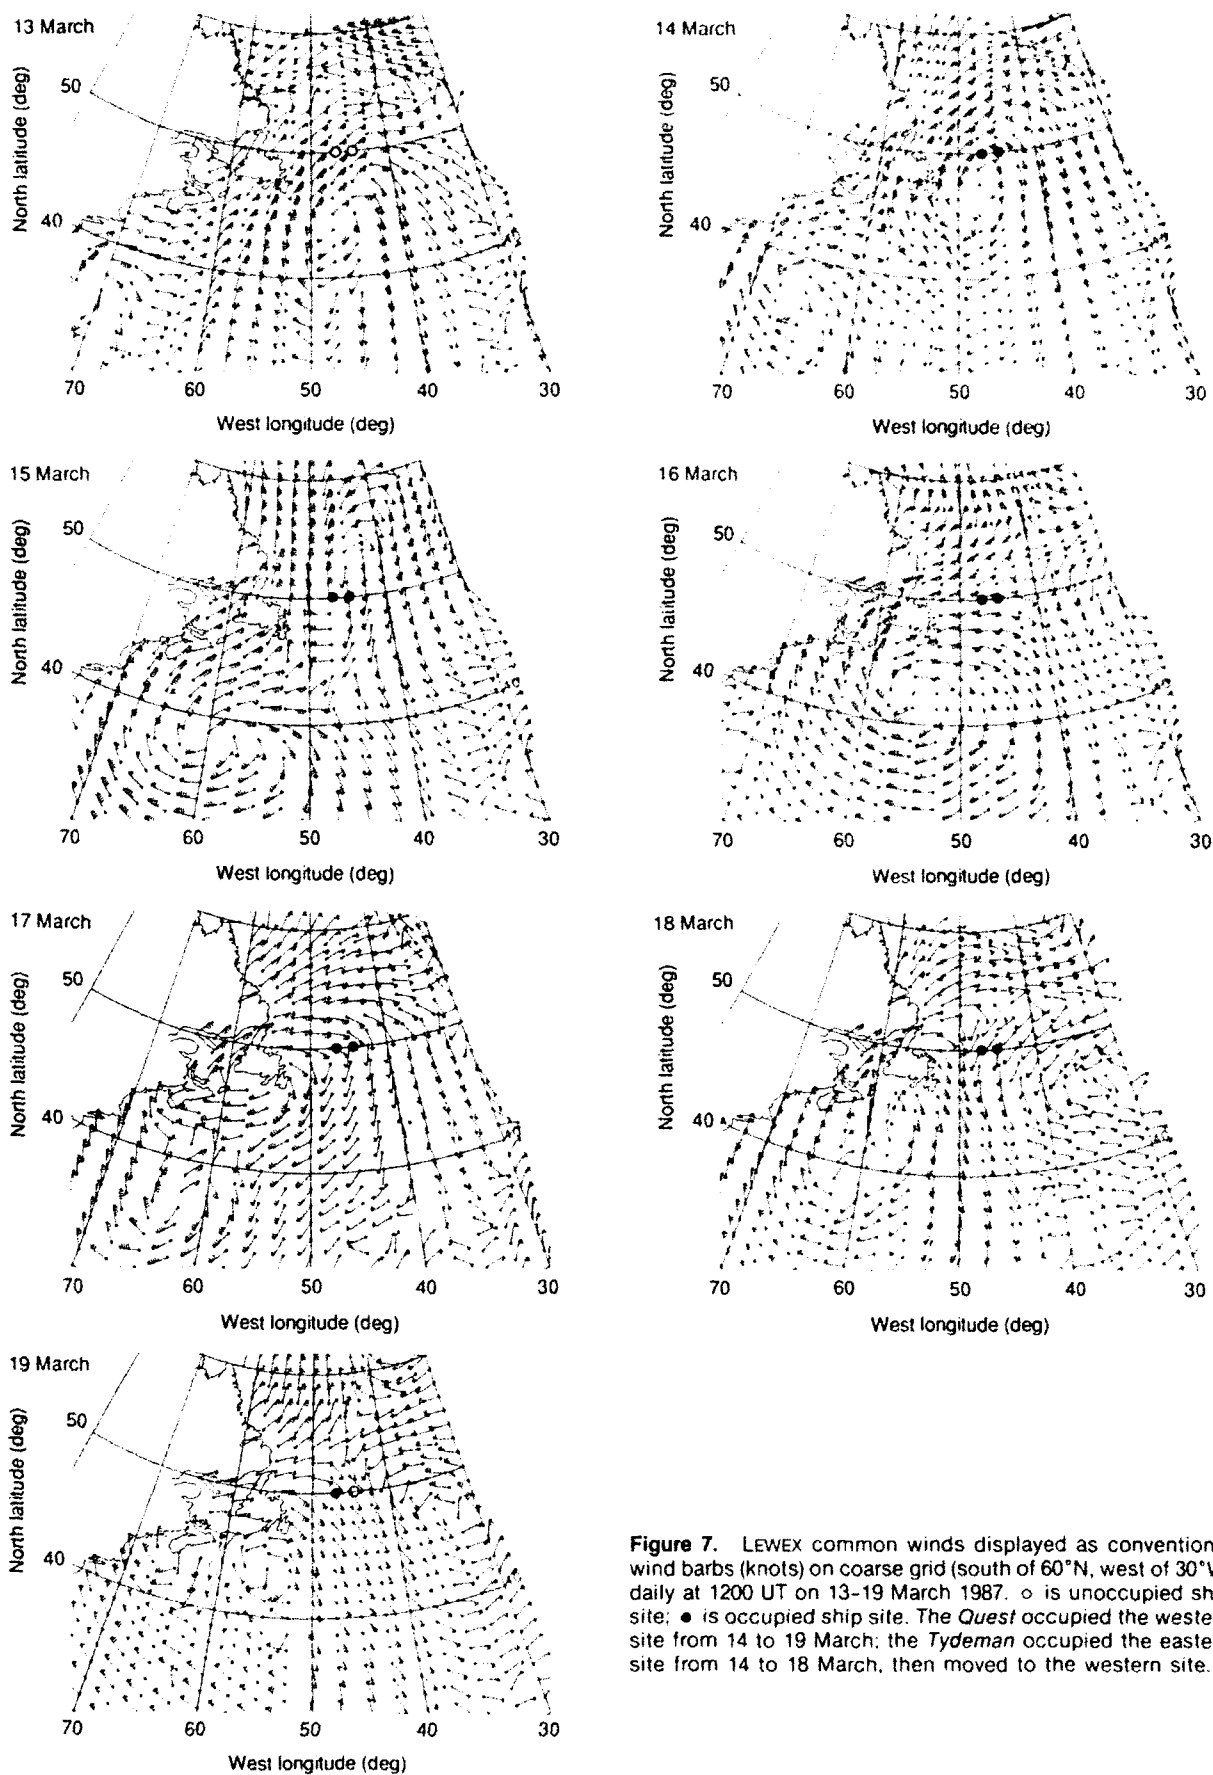 13 March
North latitude (deg)
50
40
70 60 50 40 30
West longitude (deg)
14 March
North latitude (deg)
50
40
70 60 50 40 30
West longitude (deg)
15 March
North latitude (deg)
50
40
70 60 50 40 30
West longitude (deg)
16 March
North latitude (deg)
50
40
70 60 50 40 30
West longitude (deg)
17 March
North latitude (deg)
50
40
70 60 50 40 30
West longitude (deg)
18 March
North latitude (deg)
50
40
70 60 50 40 30
West longitude (deg)
19 March
North latitude (deg)
50
40
70 60 50 40 30
West longitude (deg)
Figure 7. LEWEX common winds displayed as convention
wind barbs (knots) on coarse grid (south of 60°N, west of 30°
daily at 1200 UT on 13–19 March 1987. ○ is unoccupied sh
site; ● is occupied ship site. The Quest occupied the weste
site from 14 to 19 March; the Tydeman occupied the easte
site from 14 to 18 March, then moved to the western site.